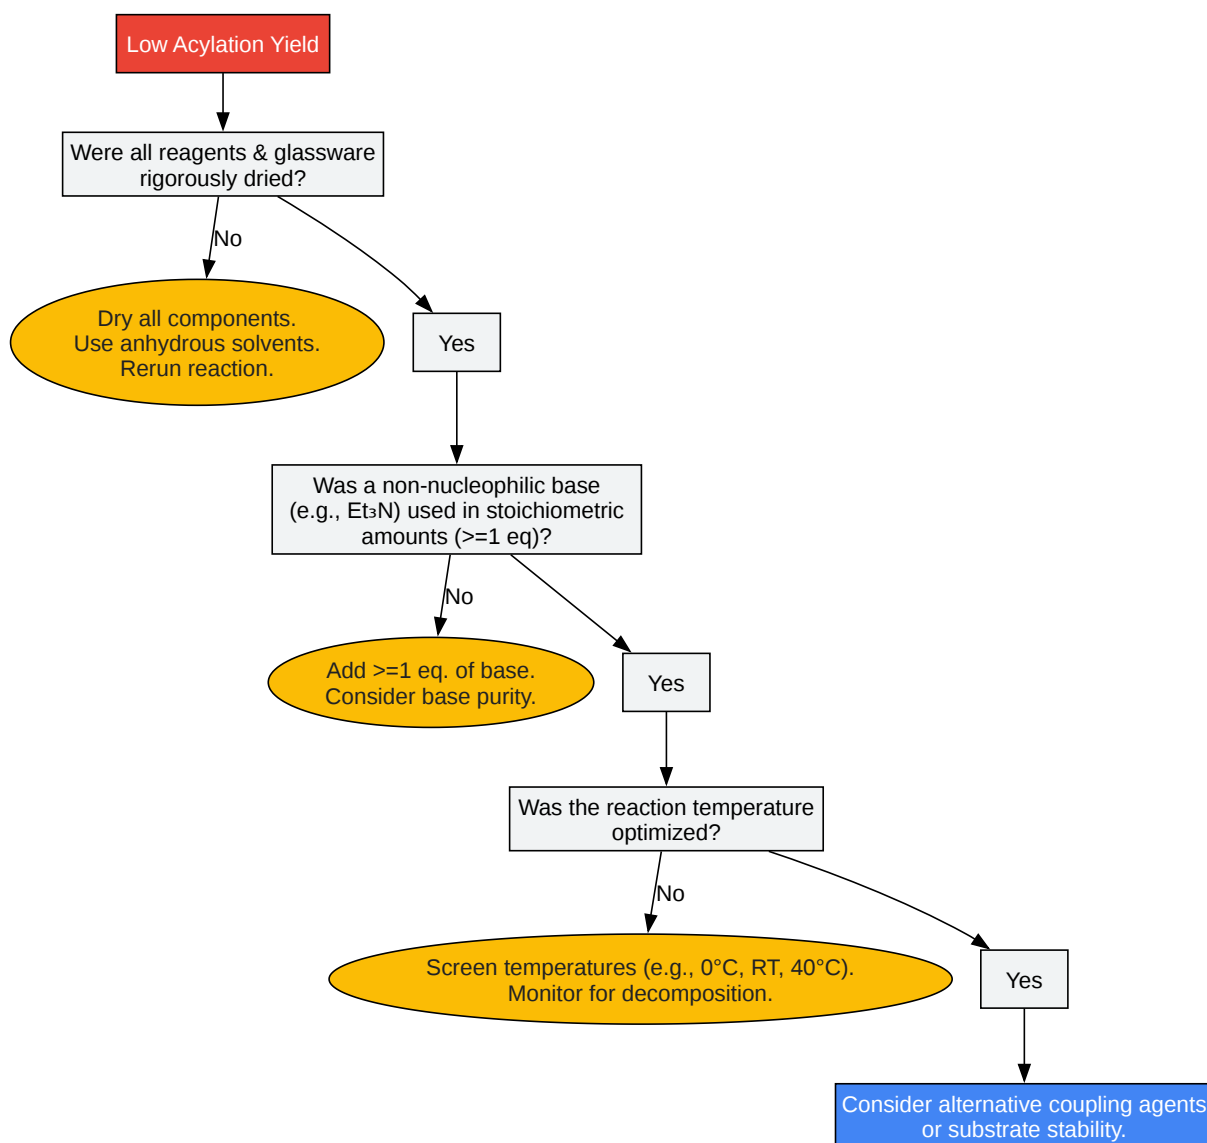 Low Acylation Yield
Were all reagents & glassware
rigorously dried?
No
Dry all components.
Use anhydrous solvents.
Rerun reaction.
Yes
Was a non-nucleophilic base
(e.g., Et₃N) used in stoichiometric
amounts (>=1 eq)?
No
Add >=1 eq. of base.
Consider base purity.
Yes
Was the reaction temperature
optimized?
No
Screen temperatures (e.g., 0°C, RT, 40°C).
Monitor for decomposition.
Yes
Consider alternative coupling agents
or substrate stability.